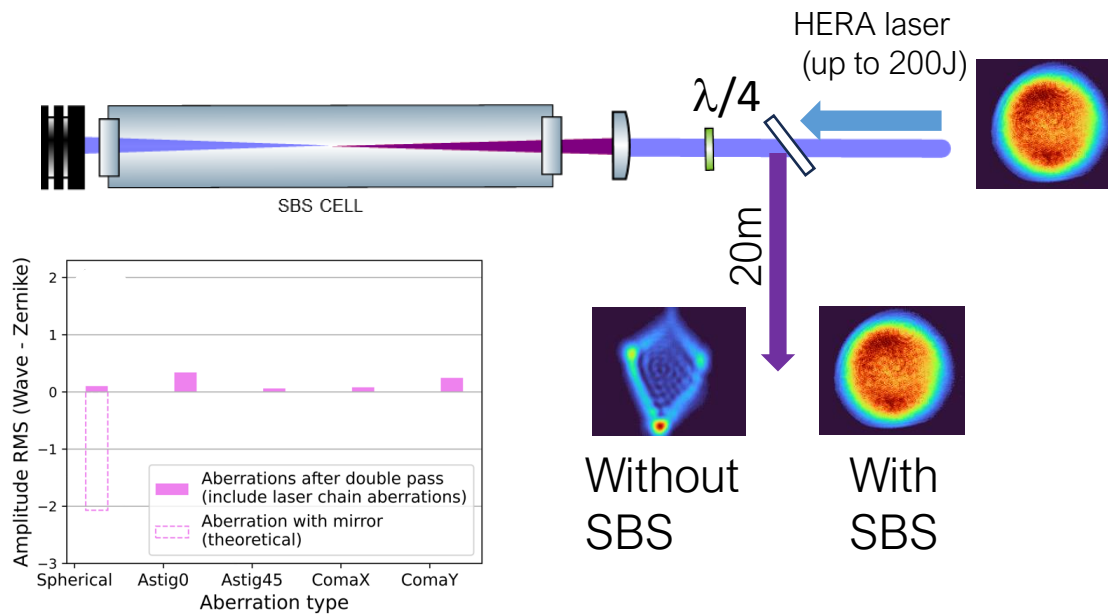 HERA laser
(up to 200J)
λ/4
SBS CELL
20m
Amplitude RMS (Wave - Zernike)
2
1
0
−1
−2
−3
Aberrations after double pass
(include laser chain aberrations)
Aberration with mirror
(theoretical)
Spherical Astig0 Astig45 ComaX ComaY
Aberration type
Without
SBS
With
SBS